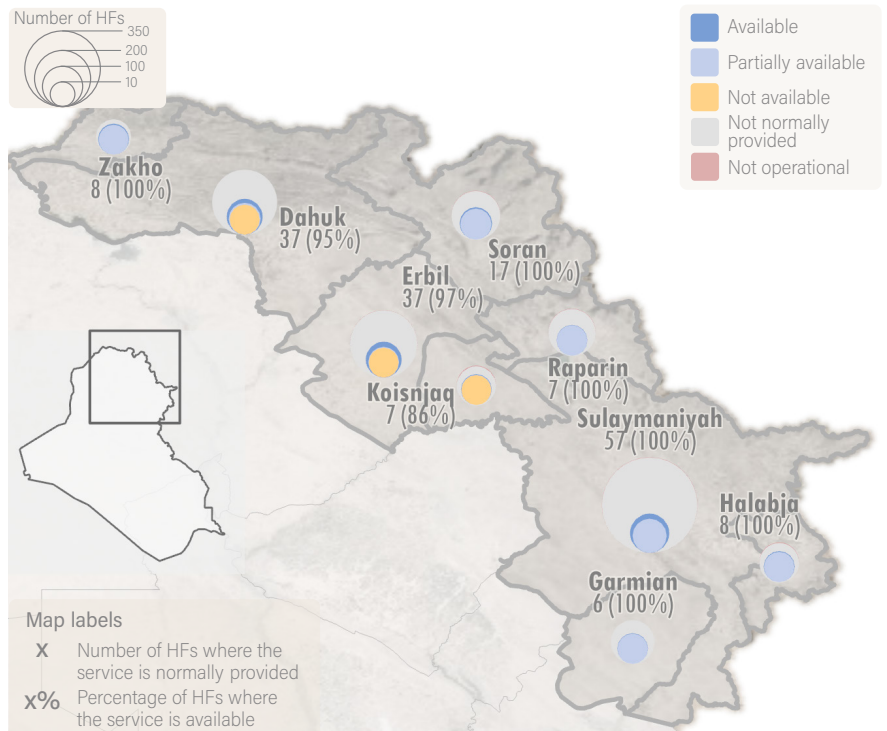 Number of HFs
350
200
100
10
Available
Partially available
Not available
Not normally
provided
Not operational
Zakho
8 (100%)
Dahuk
37 (95%)
Soran
17 (100%)
Erbil
37 (97%)
Raparin
7 (100%)
Koisnjaq
7 (86%)
Sulaymaniyah
57 (100%)
Halabja
8 (100%)
Garmian
6 (100%)
Map labels
X Number of HFs where the
service is normally provided
x% Percentage of HFs where
the service is available